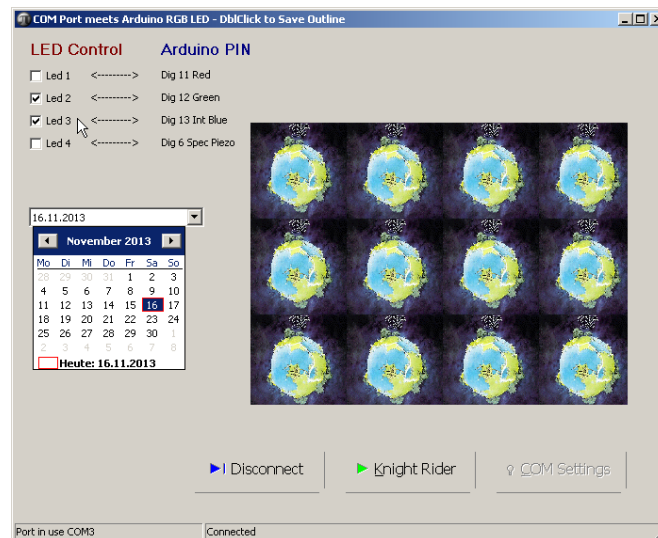 COM Port meets Arduino RGB LED - DblClick to Save Outline
LED Control Arduino PIN
Led 1 <---------> Dig 11 Red
Led 2 <---------> Dig 12 Green
Led 3 <---------> Dig 13 Int Blue
Led 4 <---------> Dig 6 Spec Piezo
16.11.2013
November 2013
Mo Di Mi Do Fr Sa So
28 29 30 31 1 2 3
4 5 6 7 8 9 10
11 12 13 14 15 16 17
18 19 20 21 22 23 24
25 26 27 28 29 30 1
2 3 4 5 6 7 8
Heute: 16.11.2013
Disconnect Knight Rider COM Settings
Port in use COM3 Connected